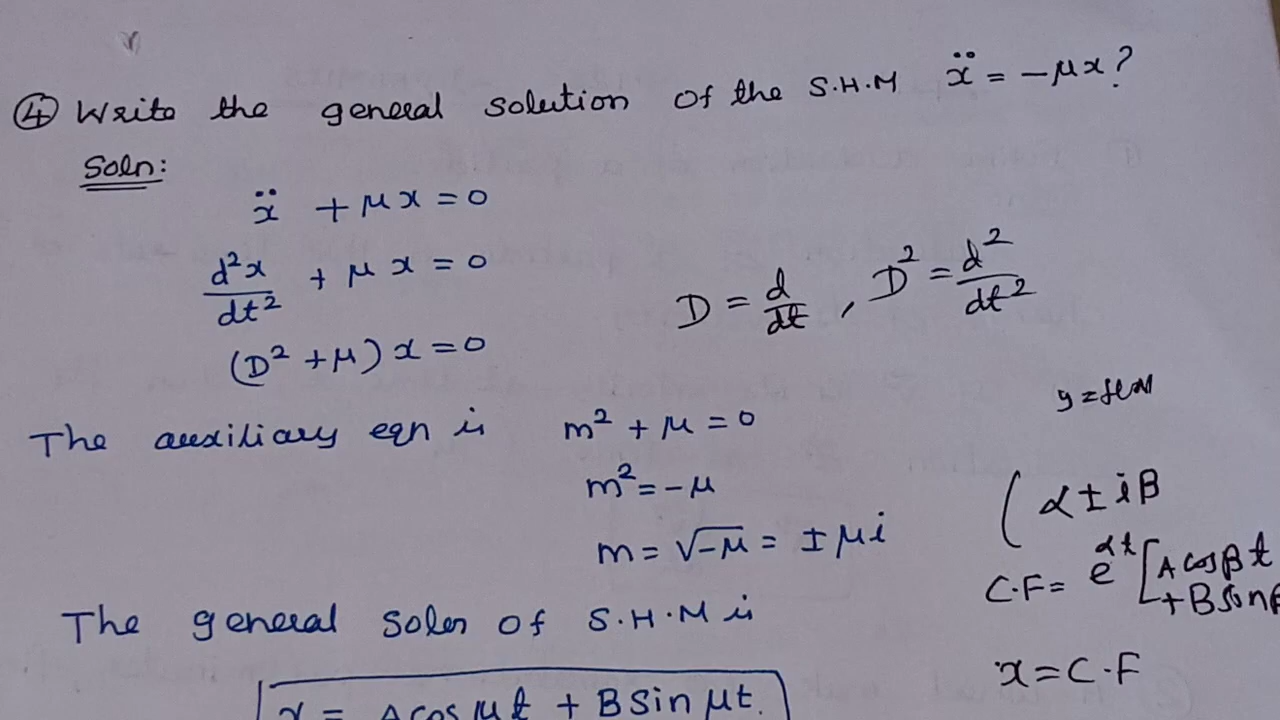 ④ Write the general solution of the S.H.M ẍ = -μx?
Soln:
ẍ + μx = 0
d²x/dt² + μx = 0
D = d/dt, D² = d²/dt²
(D² + μ)x = 0
The auxiliary eqn is m² + μ = 0
m² = -μ
m = √-μ = ± μi
α ± iβ
C.F = e^αt [A cos βt
+ B sin β
The general soln of S.H.M is
x = C.F
x = A cos μt + B Sin μt.